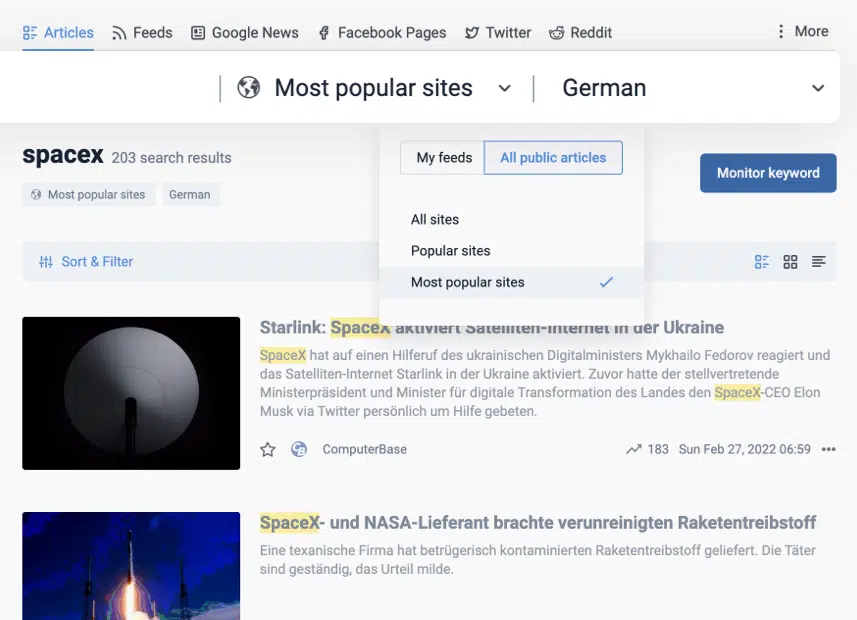 Articles Feeds Google News Facebook Pages Twitter Reddit More
Most popular sites German
spacex 203 search results
Most popular sites German
My feeds All public articles
Monitor keyword
All sites
Popular sites
Most popular sites
Sort & Filter
Starlink: SpaceX aktiviert Satelliten-Internet in der Ukraine
SpaceX hat auf einen Hilferuf des ukrainischen Digitalministers Mykhailo Fedorov reagiert und
das Satelliten-Internet Starlink in der Ukraine aktiviert. Zuvor hatte der stellvertretende
Ministerpräsident und Minister für digitale Transformation des Landes den SpaceX-CEO Elon
Musk via Twitter persönlich um Hilfe gebeten.
ComputerBase 183 Sun Feb 27, 2022 06:59
SpaceX- und NASA-Lieferant brachte verunreinigten Raketentreibstoff
Eine texanische Firma hat betrügerisch kontaminierten Raketentreibstoff geliefert. Die Täter
sind geständig, das Urteil milde.